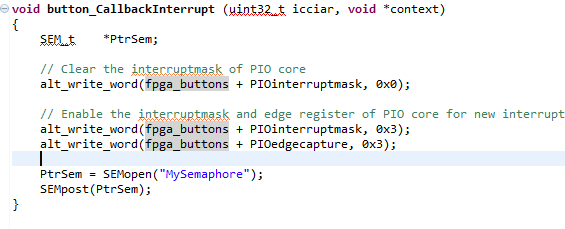 void button_CallbackInterrupt (uint32_t icciar, void *context)
{
SEM_t *PtrSem;
// Clear the interruptmask of PIO core
alt_write_word(fpga_buttons + PIOinterruptmask, 0x0);
// Enable the interruptmask and edge register of PIO core for new interrupt
alt_write_word(fpga_buttons + PIOinterruptmask, 0x3);
alt_write_word(fpga_buttons + PIOedgecapture, 0x3);
PtrSem = SEMopen("MySemaphore");
SEMpost(PtrSem);
}